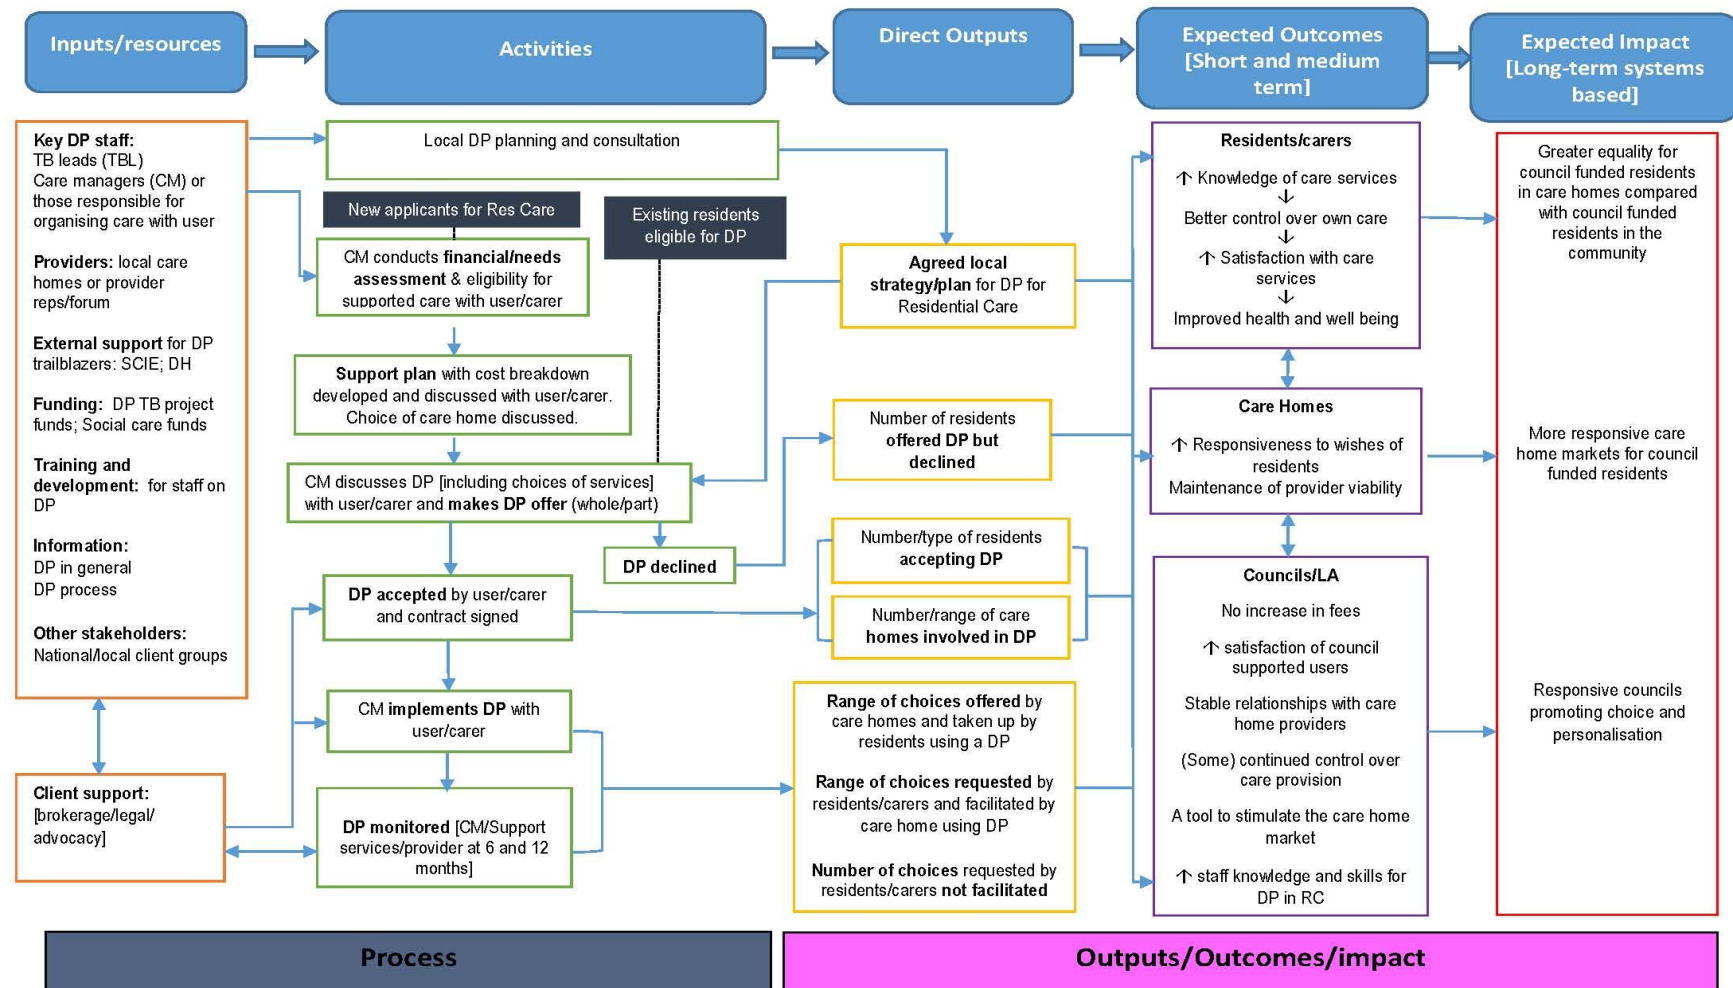 Inputs/resources
Activities
Direct Outputs
Expected Outcomes
[Short and medium
term]
Expected Impact
[Long-term systems
based]
Key DP staff:
TB leads (TBL)
Care managers (CM) or
those responsible for
organising care with user
Providers: local care
homes or provider
reps/forum
External support for DP
trailblazers: SCIE; DH
Funding: DP TB project
funds; Social care funds
Training and
development: for staff on
DP
Information:
DP in general
DP process
Other stakeholders:
National/local client groups
Client support:
[brokerage/legal/
advocacy]
Local DP planning and consultation
New applicants for Res Care
Existing residents
eligible for DP
CM conducts financial/needs
assessment & eligibility for
supported care with user/carer
Support plan with cost breakdown
developed and discussed with user/carer.
Choice of care home discussed.
CM discusses DP [including choices of services]
with user/carer and makes DP offer (whole/part)
DP declined
DP accepted by user/carer
and contract signed
CM implements DP with
user/carer
DP monitored [CM/Support
services/provider at 6 and 12
months]
Agreed local
strategy/plan for DP for
Residential Care
Number of residents
offered DP but
declined
Number/type of residents
accepting DP
Number/range of care
homes involved in DP
Range of choices offered by
care homes and taken up by
residents using a DP
Range of choices requested by
residents/carers and facilitated by
care home using DP
Number of choices requested by
residents/carers not facilitated
Residents/carers
↑ Knowledge of care services
↓
Better control over own care
↓
↑ Satisfaction with care
services
↓
Improved health and well being
Care Homes
↑ Responsiveness to wishes of
residents
Maintenance of provider viability
Councils/LA
No increase in fees
↑ satisfaction of council
supported users
Stable relationships with care
home providers
(Some) continued control over
care provision
A tool to stimulate the care home
market
↑ staff knowledge and skills for
DP in RC
Greater equality for
council funded residents
in care homes compared
with council funded
residents in the
community
More responsive care
home markets for council
funded residents
Responsive councils
promoting choice and
personalisation
Process
Outputs/Outcomes/impact